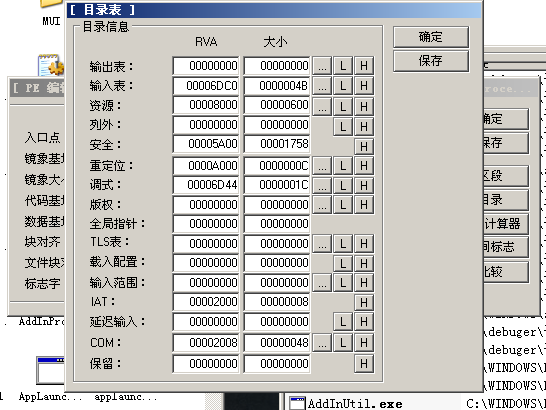 [ 目录表 ]
MUI
目录信息
RVA 大小
确定
保存
输出表： 00000000 00000000 ... L H
输入表： 00006DC0 0000004B ... L H
资源： 00008000 00000600 ... L H
列外： 00000000 00000000 L H
安全： 00005A00 00001758 H
重定位： 0000A000 0000000C ... L H
调式： 00006D44 0000001C ... L H
版权： 00000000 00000000 ... L H
全局指针： 00000000 00000000
TLS表： 00000000 00000000 ... L H
载入配置： 00000000 00000000 L H
输入范围： 00000000 00000000 ... L H
IAT： 00002000 00000008 H
延迟输入： 00000000 00000000 L H
COM： 00002008 00000048 ... L H
保留： 00000000 00000000 H
[ PE 编辑
入口点
镜象基址
镜象大小
代码基址
数据基址
块对齐
文件块对
标志字
roce... ]
确定
保存
区段
目录
计算器
间标志
比较
AddInPro
AppLaunc... applaunc...
\debuger\
\debuger\
\WINDOWS\
\WINDOWS\
AddInUtil.exe C:\WINDOWS\